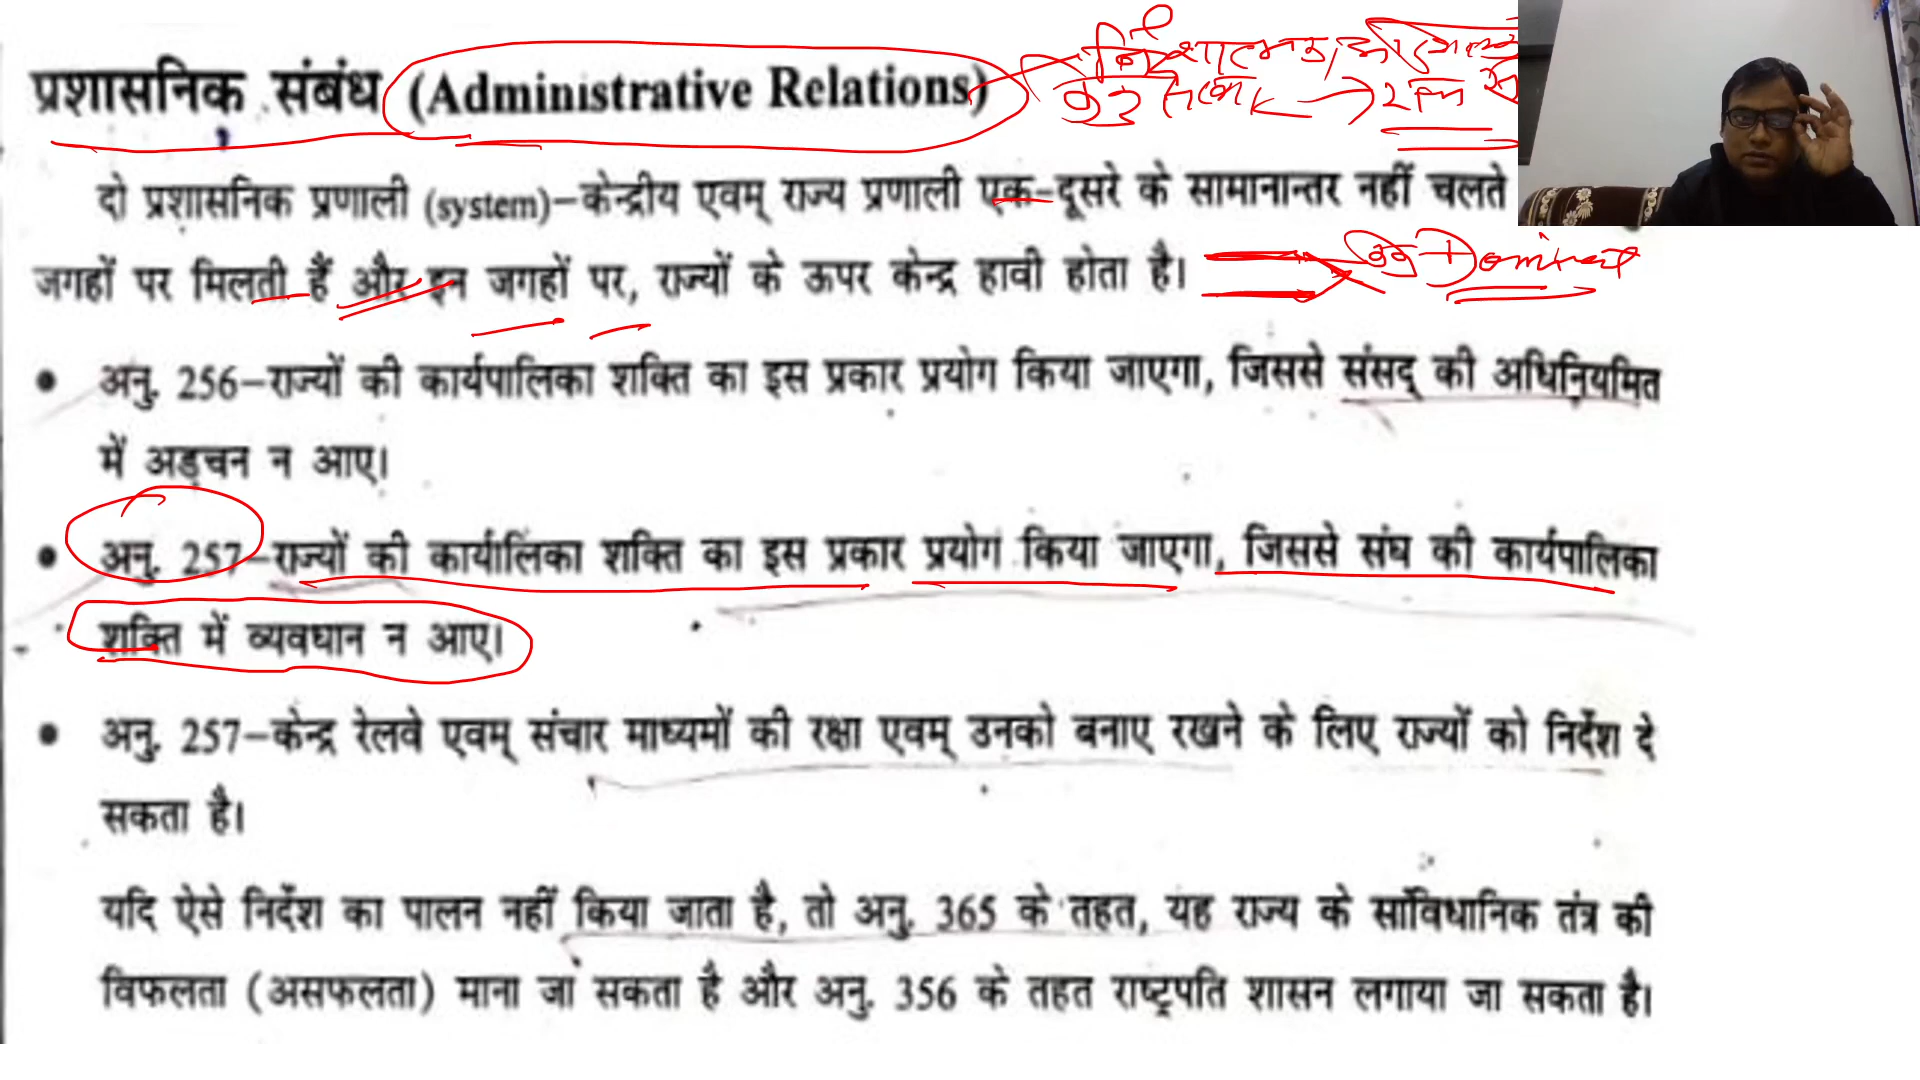 प्रशासनिक संबंध (Administrative Relations)
दो प्रशासनिक प्रणाली (system)–केन्द्रीय एवम् राज्य प्रणाली एक-दूसरे के सामानान्तर नहीं चलते
जगहों पर मिलती हैं और इन जगहों पर, राज्यों के ऊपर केन्द्र हावी होता है। Dominent
• अनु. 256–राज्यों की कार्यपालिका शक्ति का इस प्रकार प्रयोग किया जाएगा, जिससे संसद् की अधिनियमित
में अड़चन न आए।
• अनु. 257–राज्यों की कार्यालिका शक्ति का इस प्रकार प्रयोग किया जाएगा, जिससे संघ की कार्यपालिका
शक्ति में व्यवधान न आए।
• अनु. 257–केन्द्र रेलवे एवम् संचार माध्यमों की रक्षा एवम् उनको बनाए रखने के लिए राज्यों को निर्देश दे
सकता है।
यदि ऐसे निर्देश का पालन नहीं किया जाता है, तो अनु. 365 के तहत, यह राज्य के सांविधानिक तंत्र की
विफलता (असफलता) माना जा सकता है और अनु. 356 के तहत राष्ट्रपति शासन लगाया जा सकता है।